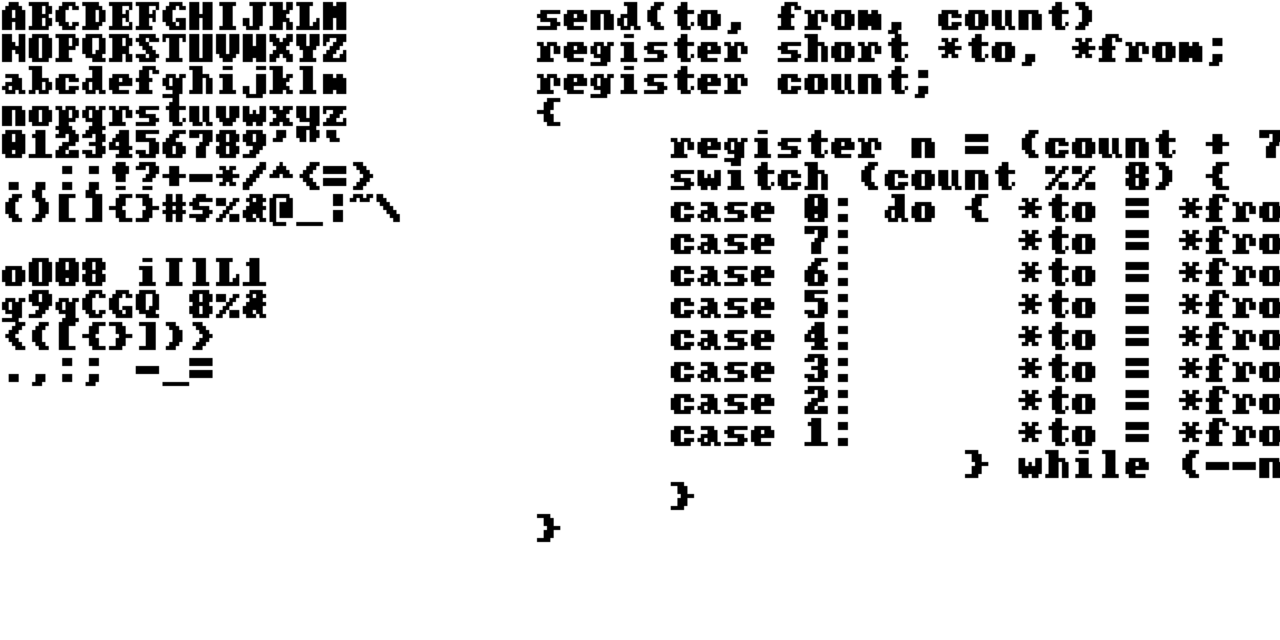 ABCDEFGHIJKLM
NOPQRSTUVWXYZ
abcdefghijklm
nopqrstuvwxyz
0123456789'"`
.,:;!?+-*/^<=>
()[]{}#$%&@_¦~\
oO08 iIlL1
g9qCGQ 8%&
<([{}])>
.,:; -_=
send(to, from, count)
register short *to, *from;
register count;
{
register n = (count + 7
switch (count %% 8) {
case 0: do { *to = *fro
case 7: *to = *fro
case 6: *to = *fro
case 5: *to = *fro
case 4: *to = *fro
case 3: *to = *fro
case 2: *to = *fro
case 1: *to = *fro
} while (--n
}
}